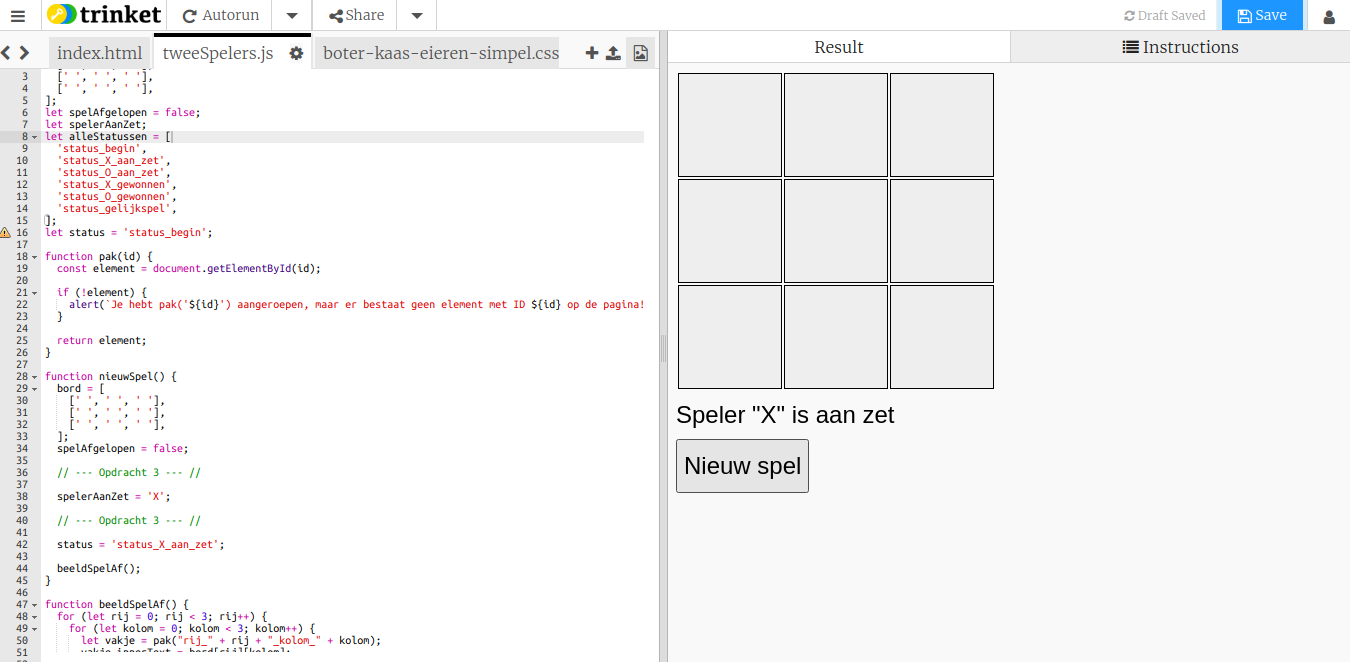 trinket
Autorun
Share
Draft Saved
Save
index.html
tweeSpelers.js
boter-kaas-eieren-simpel.css
Result
Instructions
3 [' ', ' ', ' '],
4 [' ', ' ', ' '],
5 ];
6 let spelAfgelopen = false;
7 let spelerAanZet;
8 let alleStatussen = [
9 'status_begin',
10 'status_X_aan_zet',
11 'status_O_aan_zet',
12 'status_X_gewonnen',
13 'status_O_gewonnen',
14 'status_gelijkspel',
15 ];
16 let status = 'status_begin';
17
18 function pak(id) {
19 const element = document.getElementById(id);
20
21 if (!element) {
22 alert(`Je hebt pak('${id}') aangeroepen, maar er bestaat geen element met ID ${id} op de pagina!
23 }
24
25 return element;
26 }
27
28 function nieuwSpel() {
29 bord = [
30 [' ', ' ', ' '],
31 [' ', ' ', ' '],
32 [' ', ' ', ' '],
33 ];
34 spelAfgelopen = false;
35
36 // --- Opdracht 3 --- //
37
38 spelerAanZet = 'X';
39
40 // --- Opdracht 3 --- //
41
42 status = 'status_X_aan_zet';
43
44 beeldSpelAf();
45 }
46
47 function beeldSpelAf() {
48 for (let rij = 0; rij < 3; rij++) {
49 for (let kolom = 0; kolom < 3; kolom++) {
50 let vakje = pak("rij_" + rij + "_kolom_" + kolom);
51 vakje.innerText = bord[rij][kolom];
Speler "X" is aan zet
Nieuw spel